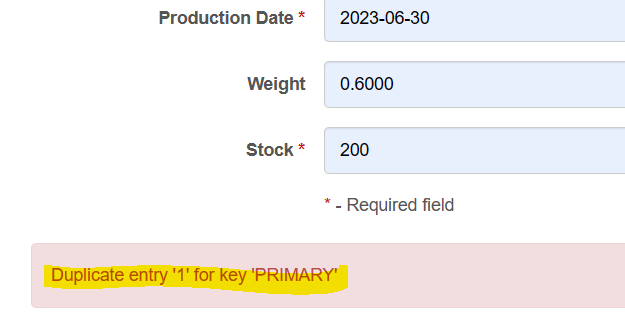 Production Date * 2023-06-30
Weight 0.6000
Stock * 200
* - Required field
Duplicate entry '1' for key 'PRIMARY'